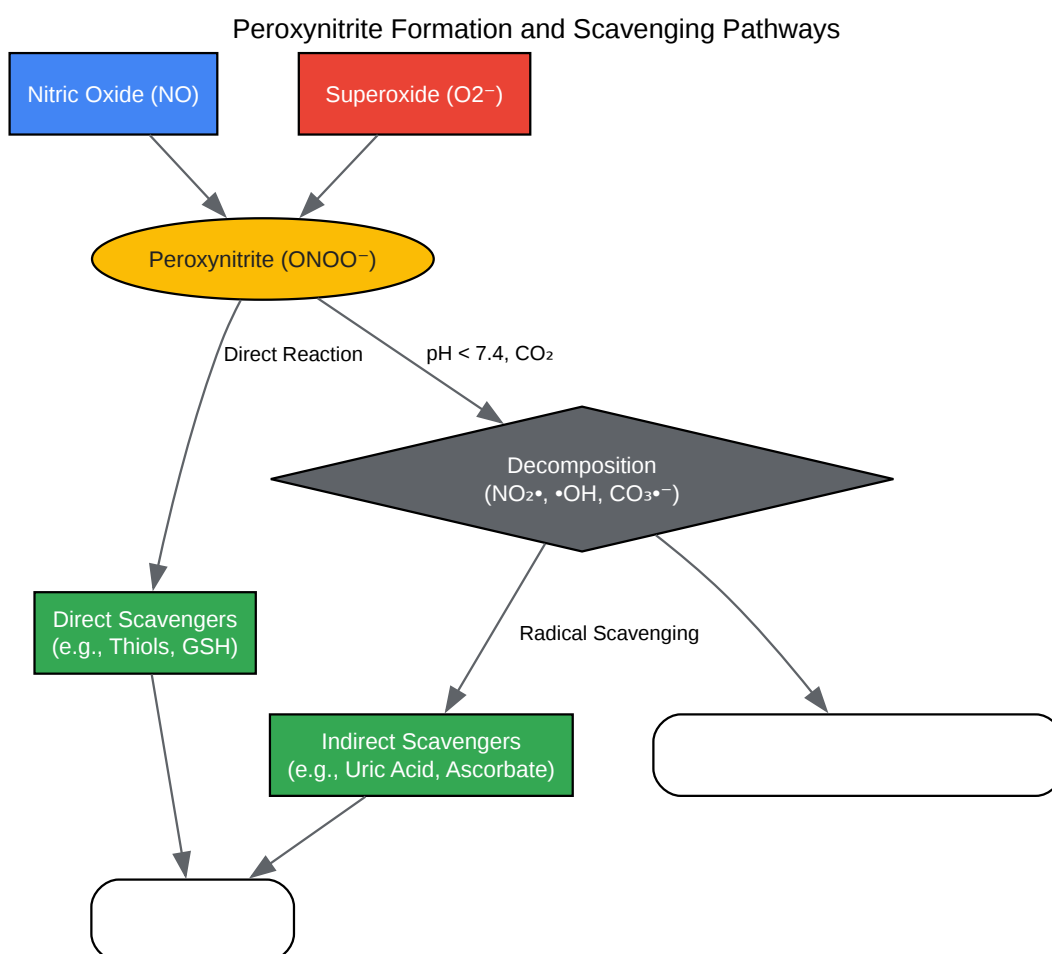 Peroxynitrite Formation and Scavenging Pathways
Nitric Oxide (NO)
Superoxide (O2⁻)
Peroxynitrite (ONOO⁻)
Direct Reaction
pH < 7.4, CO₂
Decomposition
(NO₂•, •OH, CO₃•⁻)
Direct Scavengers
(e.g., Thiols, GSH)
Radical Scavenging
Indirect Scavengers
(e.g., Uric Acid, Ascorbate)